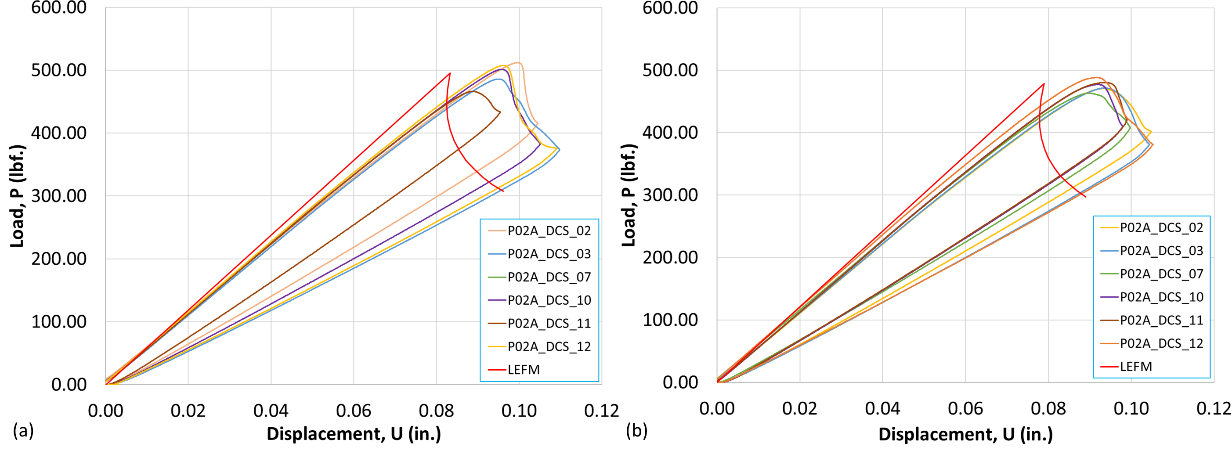 600.00
500.00
400.00
300.00
200.00
100.00
0.00
Load, P (lbf.)
P02A_DCS_02
P02A_DCS_03
P02A_DCS_07
P02A_DCS_10
P02A_DCS_11
P02A_DCS_12
LEFM
0.00 0.02 0.04 0.06 0.08 0.10 0.12
(a) Displacement, U (in.)
600.00
500.00
400.00
300.00
200.00
100.00
0.00
Load, P (lbf.)
P02A_DCS_02
P02A_DCS_03
P02A_DCS_07
P02A_DCS_10
P02A_DCS_11
P02A_DCS_12
LEFM
0.00 0.02 0.04 0.06 0.08 0.10 0.12
(b) Displacement, U (in.)